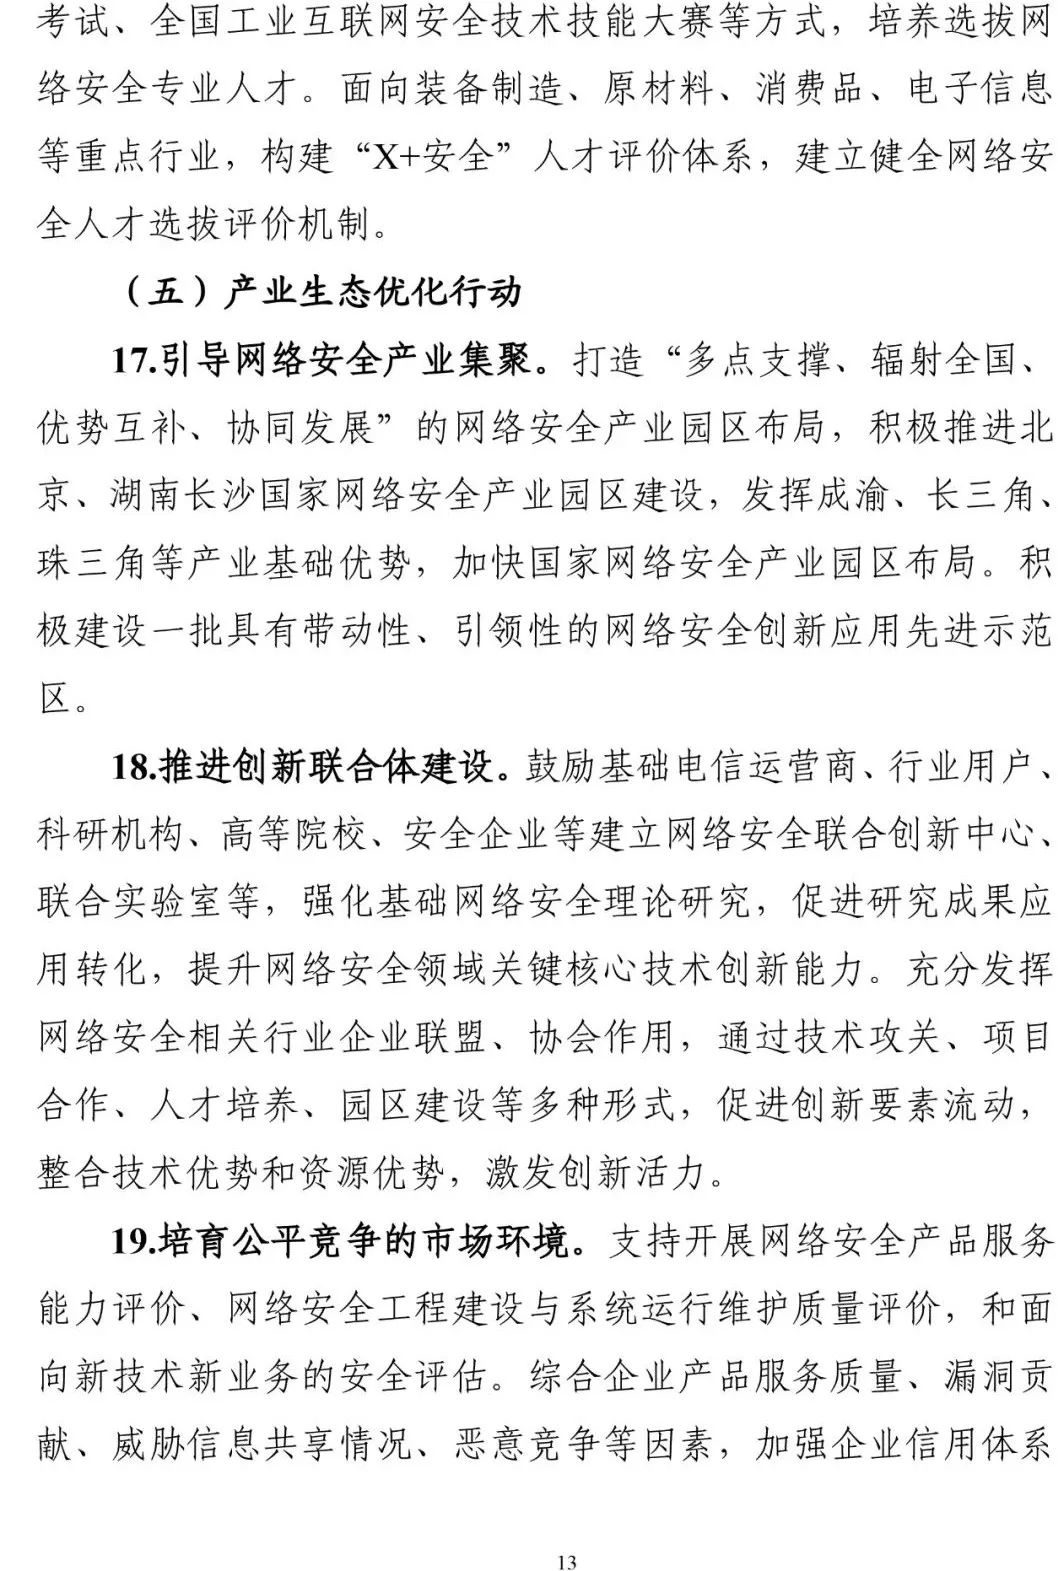 考试、全国工业互联网安全技术技能大赛等方式，培养选拔网
络安全专业人才。面向装备制造、原材料、消费品、电子信息
等重点行业，构建“X+安全”人才评价体系，建立健全网络安
全人才选拔评价机制。
（五）产业生态优化行动
17.引导网络安全产业集聚。打造“多点支撑、辐射全国、
优势互补、协同发展”的网络安全产业园区布局，积极推进北
京、湖南长沙国家网络安全产业园区建设，发挥成渝、长三角、
珠三角等产业基础优势，加快国家网络安全产业园区布局。积
极建设一批具有带动性、引领性的网络安全创新应用先进示范
区。
18.推进创新联合体建设。鼓励基础电信运营商、行业用户、
科研机构、高等院校、安全企业等建立网络安全联合创新中心、
联合实验室等，强化基础网络安全理论研究，促进研究成果应
用转化，提升网络安全领域关键核心技术创新能力。充分发挥
网络安全相关行业企业联盟、协会作用，通过技术攻关、项目
合作、人才培养、园区建设等多种形式，促进创新要素流动，
整合技术优势和资源优势，激发创新活力。
19.培育公平竞争的市场环境。支持开展网络安全产品服务
能力评价、网络安全工程建设与系统运行维护质量评价，和面
向新技术新业务的安全评估。综合企业产品服务质量、漏洞贡
献、威胁信息共享情况、恶意竞争等因素，加强企业信用体系
13